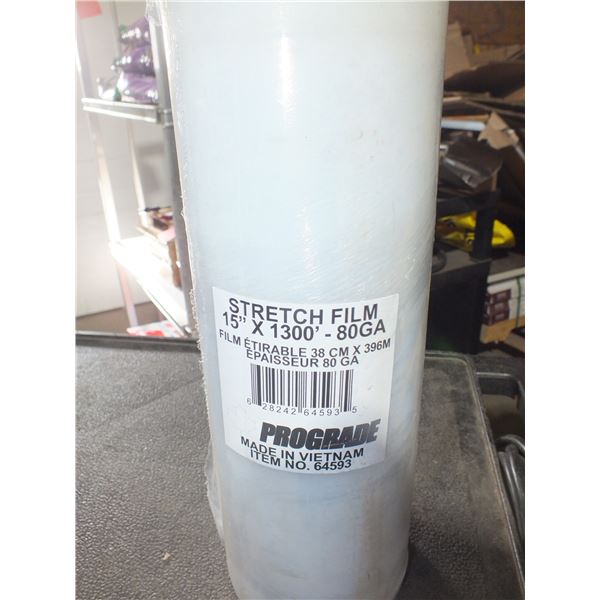 STRETCH FILM
15” X 1300’ - 80GA
FILM ÉTIRABLE 38 CM X 396M
ÉPAISSEUR 80 GA
6 28242 64593 5
PROGRADE
MADE IN VIETNAM
ITEM NO. 64593